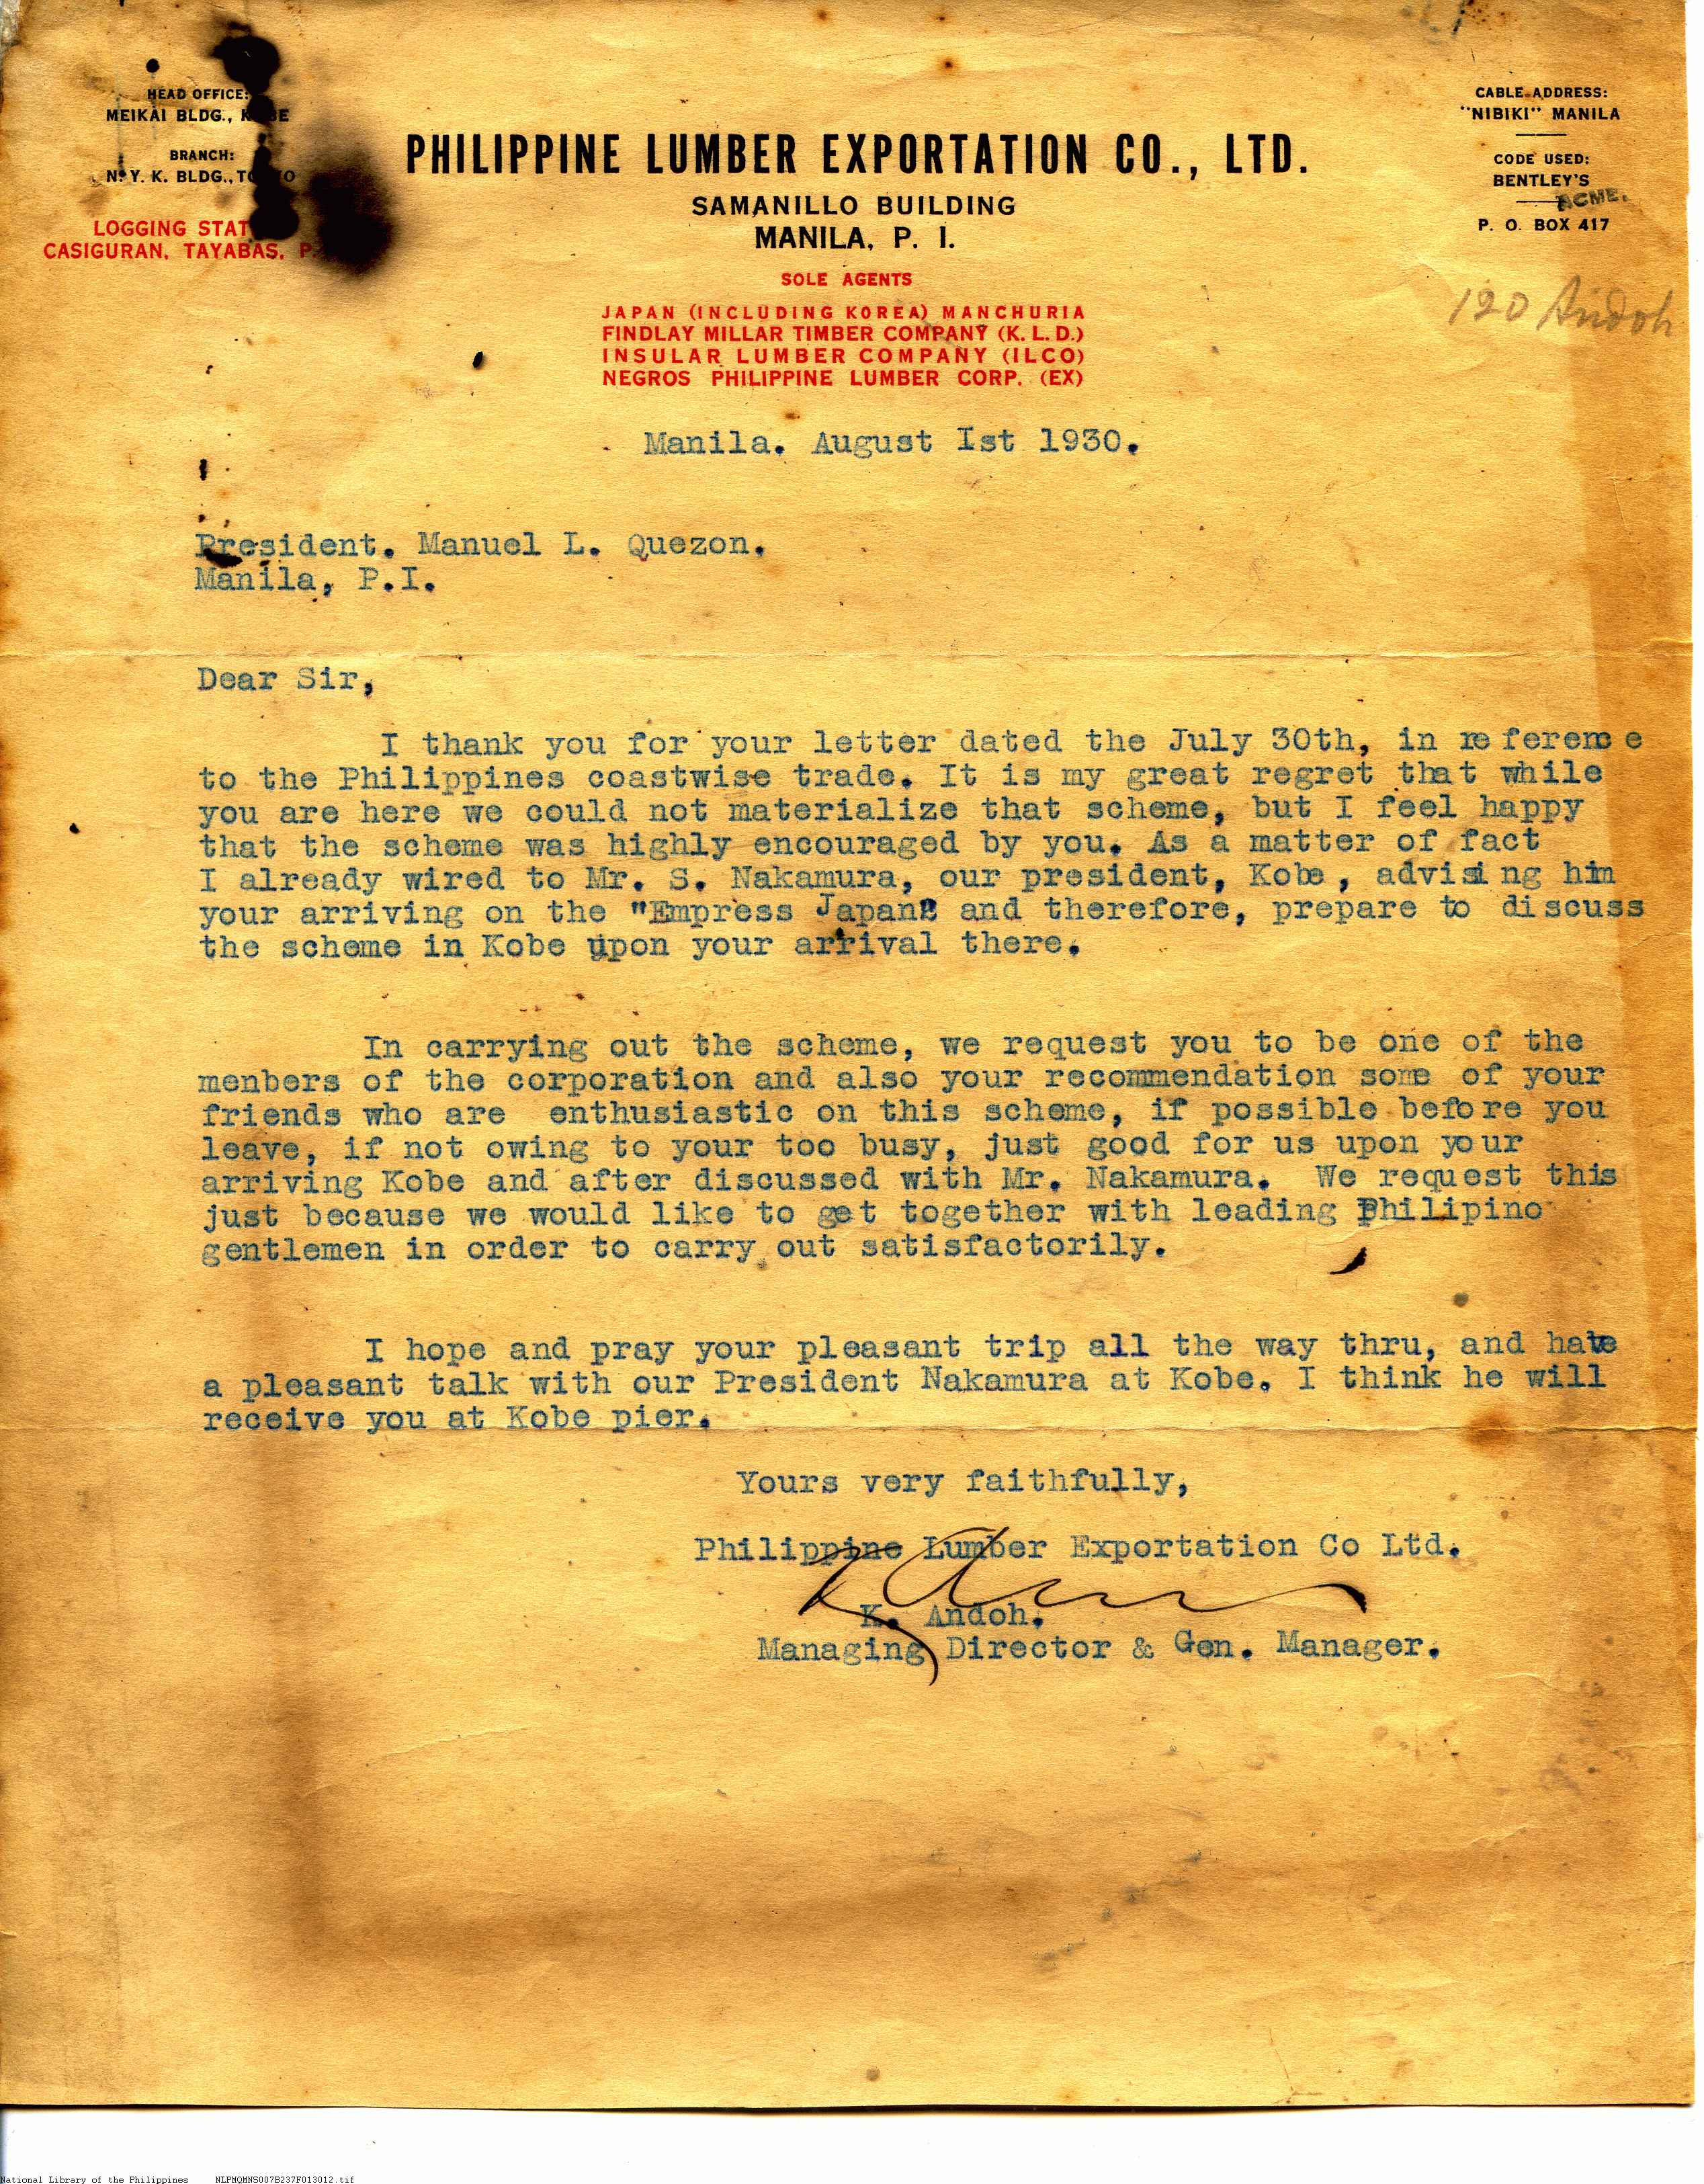 HEAD OFFICE:
MEIKAI BLDG.,
BRANCH:
N. Y. K. BLDG.,
LOGGING
CASIGURAN, TAYABAS,
PHILIPPINE LUMBER EXPORTATION CO., LTD.
SAMANILLO BUILDING
MANILA, P. I.
SOLE AGENTS
JAPAN (INCLUDING KOREA) MANCHURIA
FINDLAY MILLAR TIMBER COMPANY (K. L. D.)
INSULAR LUMBER COMPANY (ILCO)
NEGROS PHILIPPINE LUMBER CORP. (EX)
CABLE ADDRESS:
"NIBIKI" MANILA
CODE USED:
BENTLEY'S
ACME.
P. O. BOX 417
120 Andoh
Manila. August Ist 1930.
President. Manuel L. Quezon.
Manila, P.I.
Dear Sir,
I thank you for your letter dated the July 30th, in reference
to the Philippines coastwise trade. It is my great regret that while
you are here we could not materialize that scheme, but I feel happy
that the scheme was highly encouraged by you. As a matter of fact
I already wired to Mr. S. Nakamura, our president, Kobe, advising him
your arriving on the "Empress Japan" and therefore, prepare to discuss
the scheme in Kobe upon your arrival there.
In carrying out the scheme, we request you to be one of the
menbers of the corporation and also your recommendation some of your
friends who are enthusiastic on this scheme, if possible before you
leave, if not owing to your too busy, just good for us upon your
arriving Kobe and after discussed with Mr. Nakamura. We request this
just because we would like to get together with leading Philipino
gentlemen in order to carry out satisfactorily.
I hope and pray your pleasant trip all the way thru, and have
a pleasant talk with our President Nakamura at Kobe. I think he will
receive you at Kobe pier.
Yours very faithfully,
Philippine Lumber Exportation Co Ltd.
K. Andoh.
Managing Director & Gen. Manager.
National Library of the Philippines NLPMQMNS007B237F013012.tif